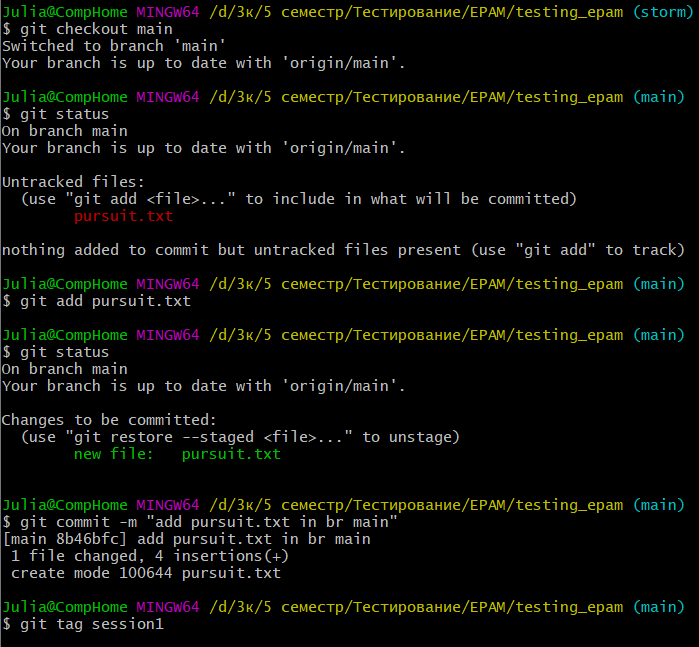 Julia@CompHome MINGW64 /d/3к/5 семестр/Тестирование/EPAM/testing_epam (storm)
$ git checkout main
Switched to branch 'main'
Your branch is up to date with 'origin/main'.
Julia@CompHome MINGW64 /d/3к/5 семестр/Тестирование/EPAM/testing_epam (main)
$ git status
On branch main
Your branch is up to date with 'origin/main'.
Untracked files:
  (use "git add <file>..." to include in what will be committed)
        pursuit.txt
nothing added to commit but untracked files present (use "git add" to track)
Julia@CompHome MINGW64 /d/3к/5 семестр/Тестирование/EPAM/testing_epam (main)
$ git add pursuit.txt
Julia@CompHome MINGW64 /d/3к/5 семестр/Тестирование/EPAM/testing_epam (main)
$ git status
On branch main
Your branch is up to date with 'origin/main'.
Changes to be committed:
  (use "git restore --staged <file>..." to unstage)
        new file:   pursuit.txt
Julia@CompHome MINGW64 /d/3к/5 семестр/Тестирование/EPAM/testing_epam (main)
$ git commit -m "add pursuit.txt in br main"
[main 8b46bfc] add pursuit.txt in br main
 1 file changed, 4 insertions(+)
 create mode 100644 pursuit.txt
Julia@CompHome MINGW64 /d/3к/5 семестр/Тестирование/EPAM/testing_epam (main)
$ git tag session1